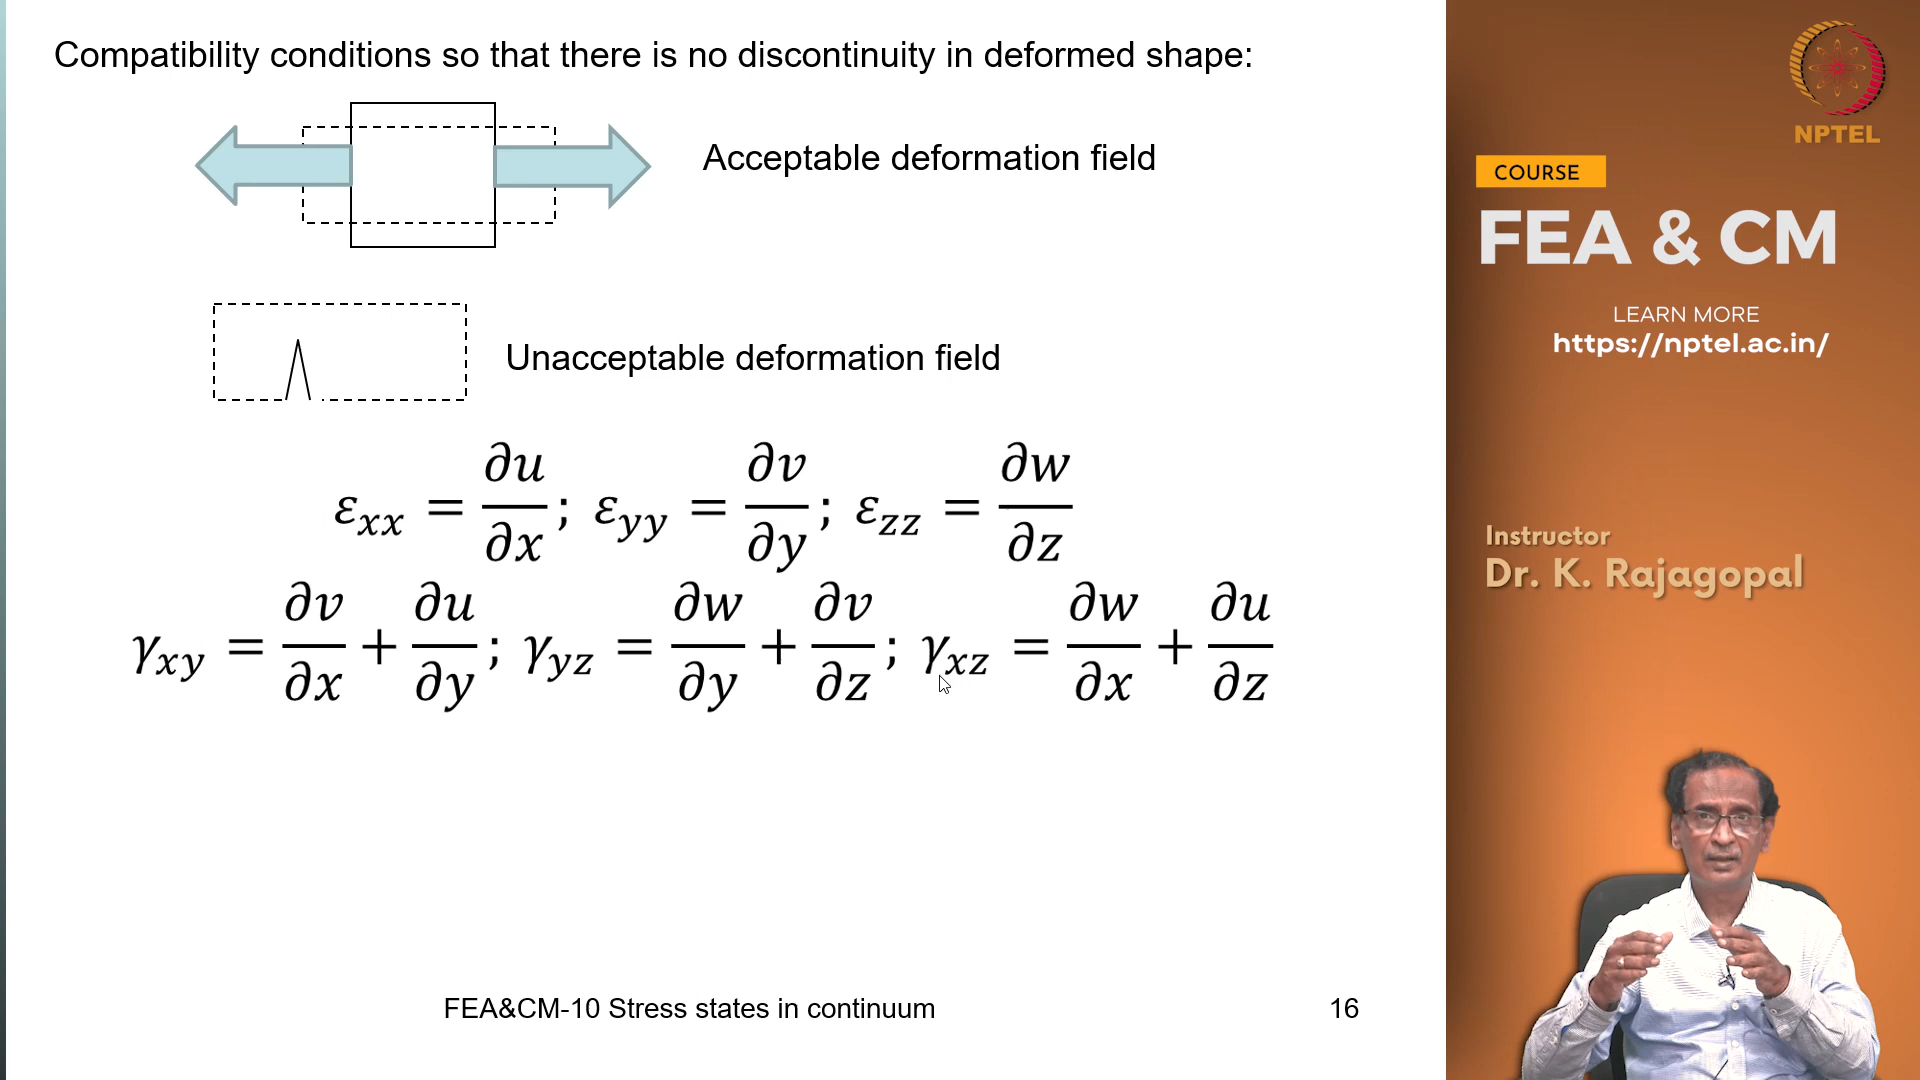 Compatibility conditions so that there is no discontinuity in deformed shape:
Acceptable deformation field
Unacceptable deformation field
εxx = ∂u/∂x ; εyy = ∂v/∂y ; εzz = ∂w/∂z
γxy = ∂v/∂x + ∂u/∂y ; γyz = ∂w/∂y + ∂v/∂z ; γxz = ∂w/∂x + ∂u/∂z
FEA&CM-10 Stress states in continuum
16
NPTEL
COURSE
FEA & CM
LEARN MORE
https://nptel.ac.in/
Instructor
Dr. K. Rajagopal